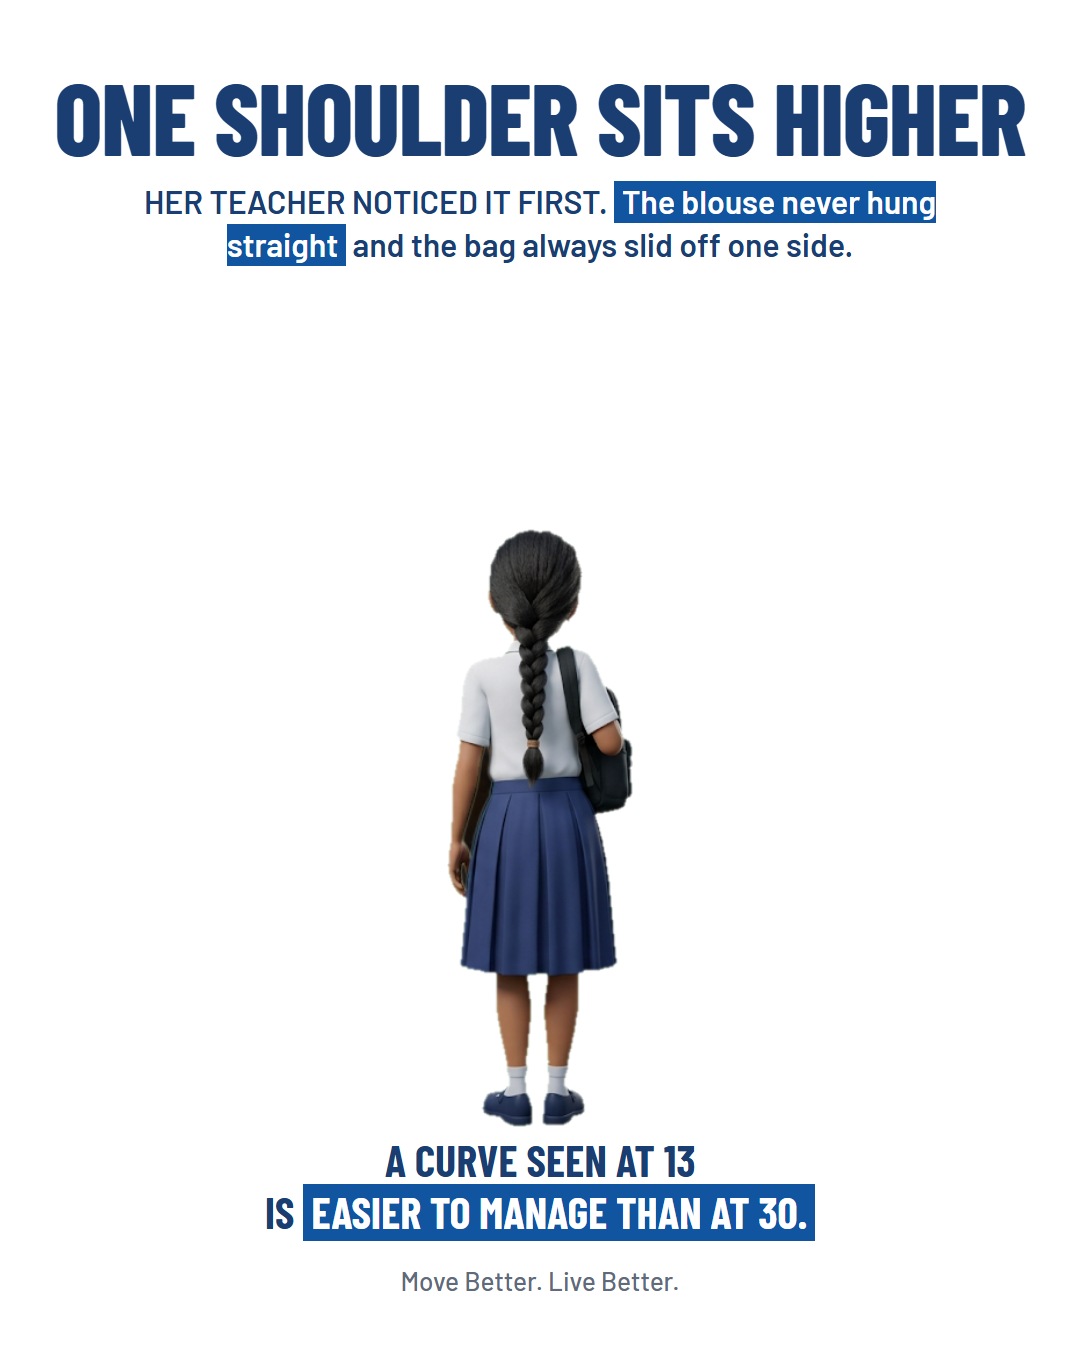 ONE SHOULDER SITS HIGHER
HER TEACHER NOTICED IT FIRST. The blouse never hung
straight and the bag always slid off one side.
A CURVE SEEN AT 13
IS EASIER TO MANAGE THAN AT 30.
Move Better. Live Better.